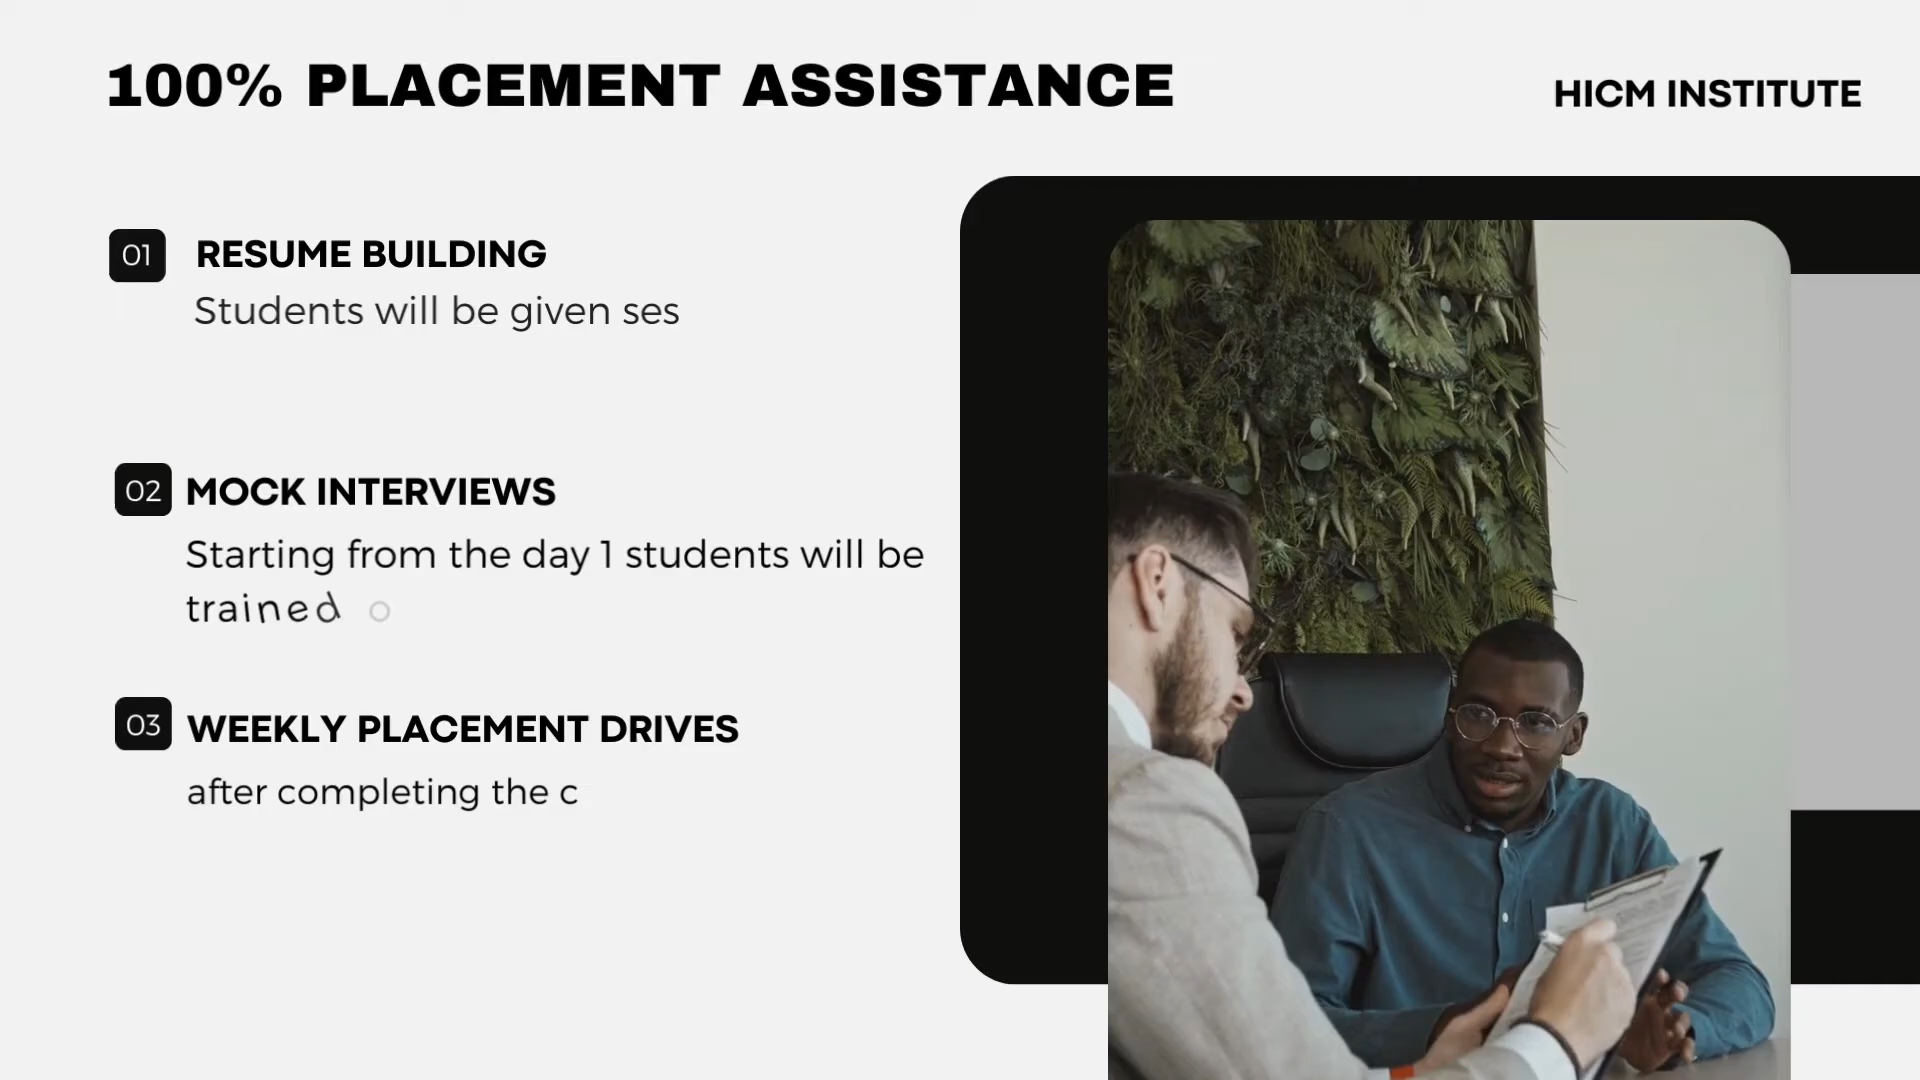 100% PLACEMENT ASSISTANCE
HICM INSTITUTE
01
RESUME BUILDING
Students will be given ses
02
MOCK INTERVIEWS
Starting from the day 1 students will be
trained o
03
WEEKLY PLACEMENT DRIVES
after completing the c